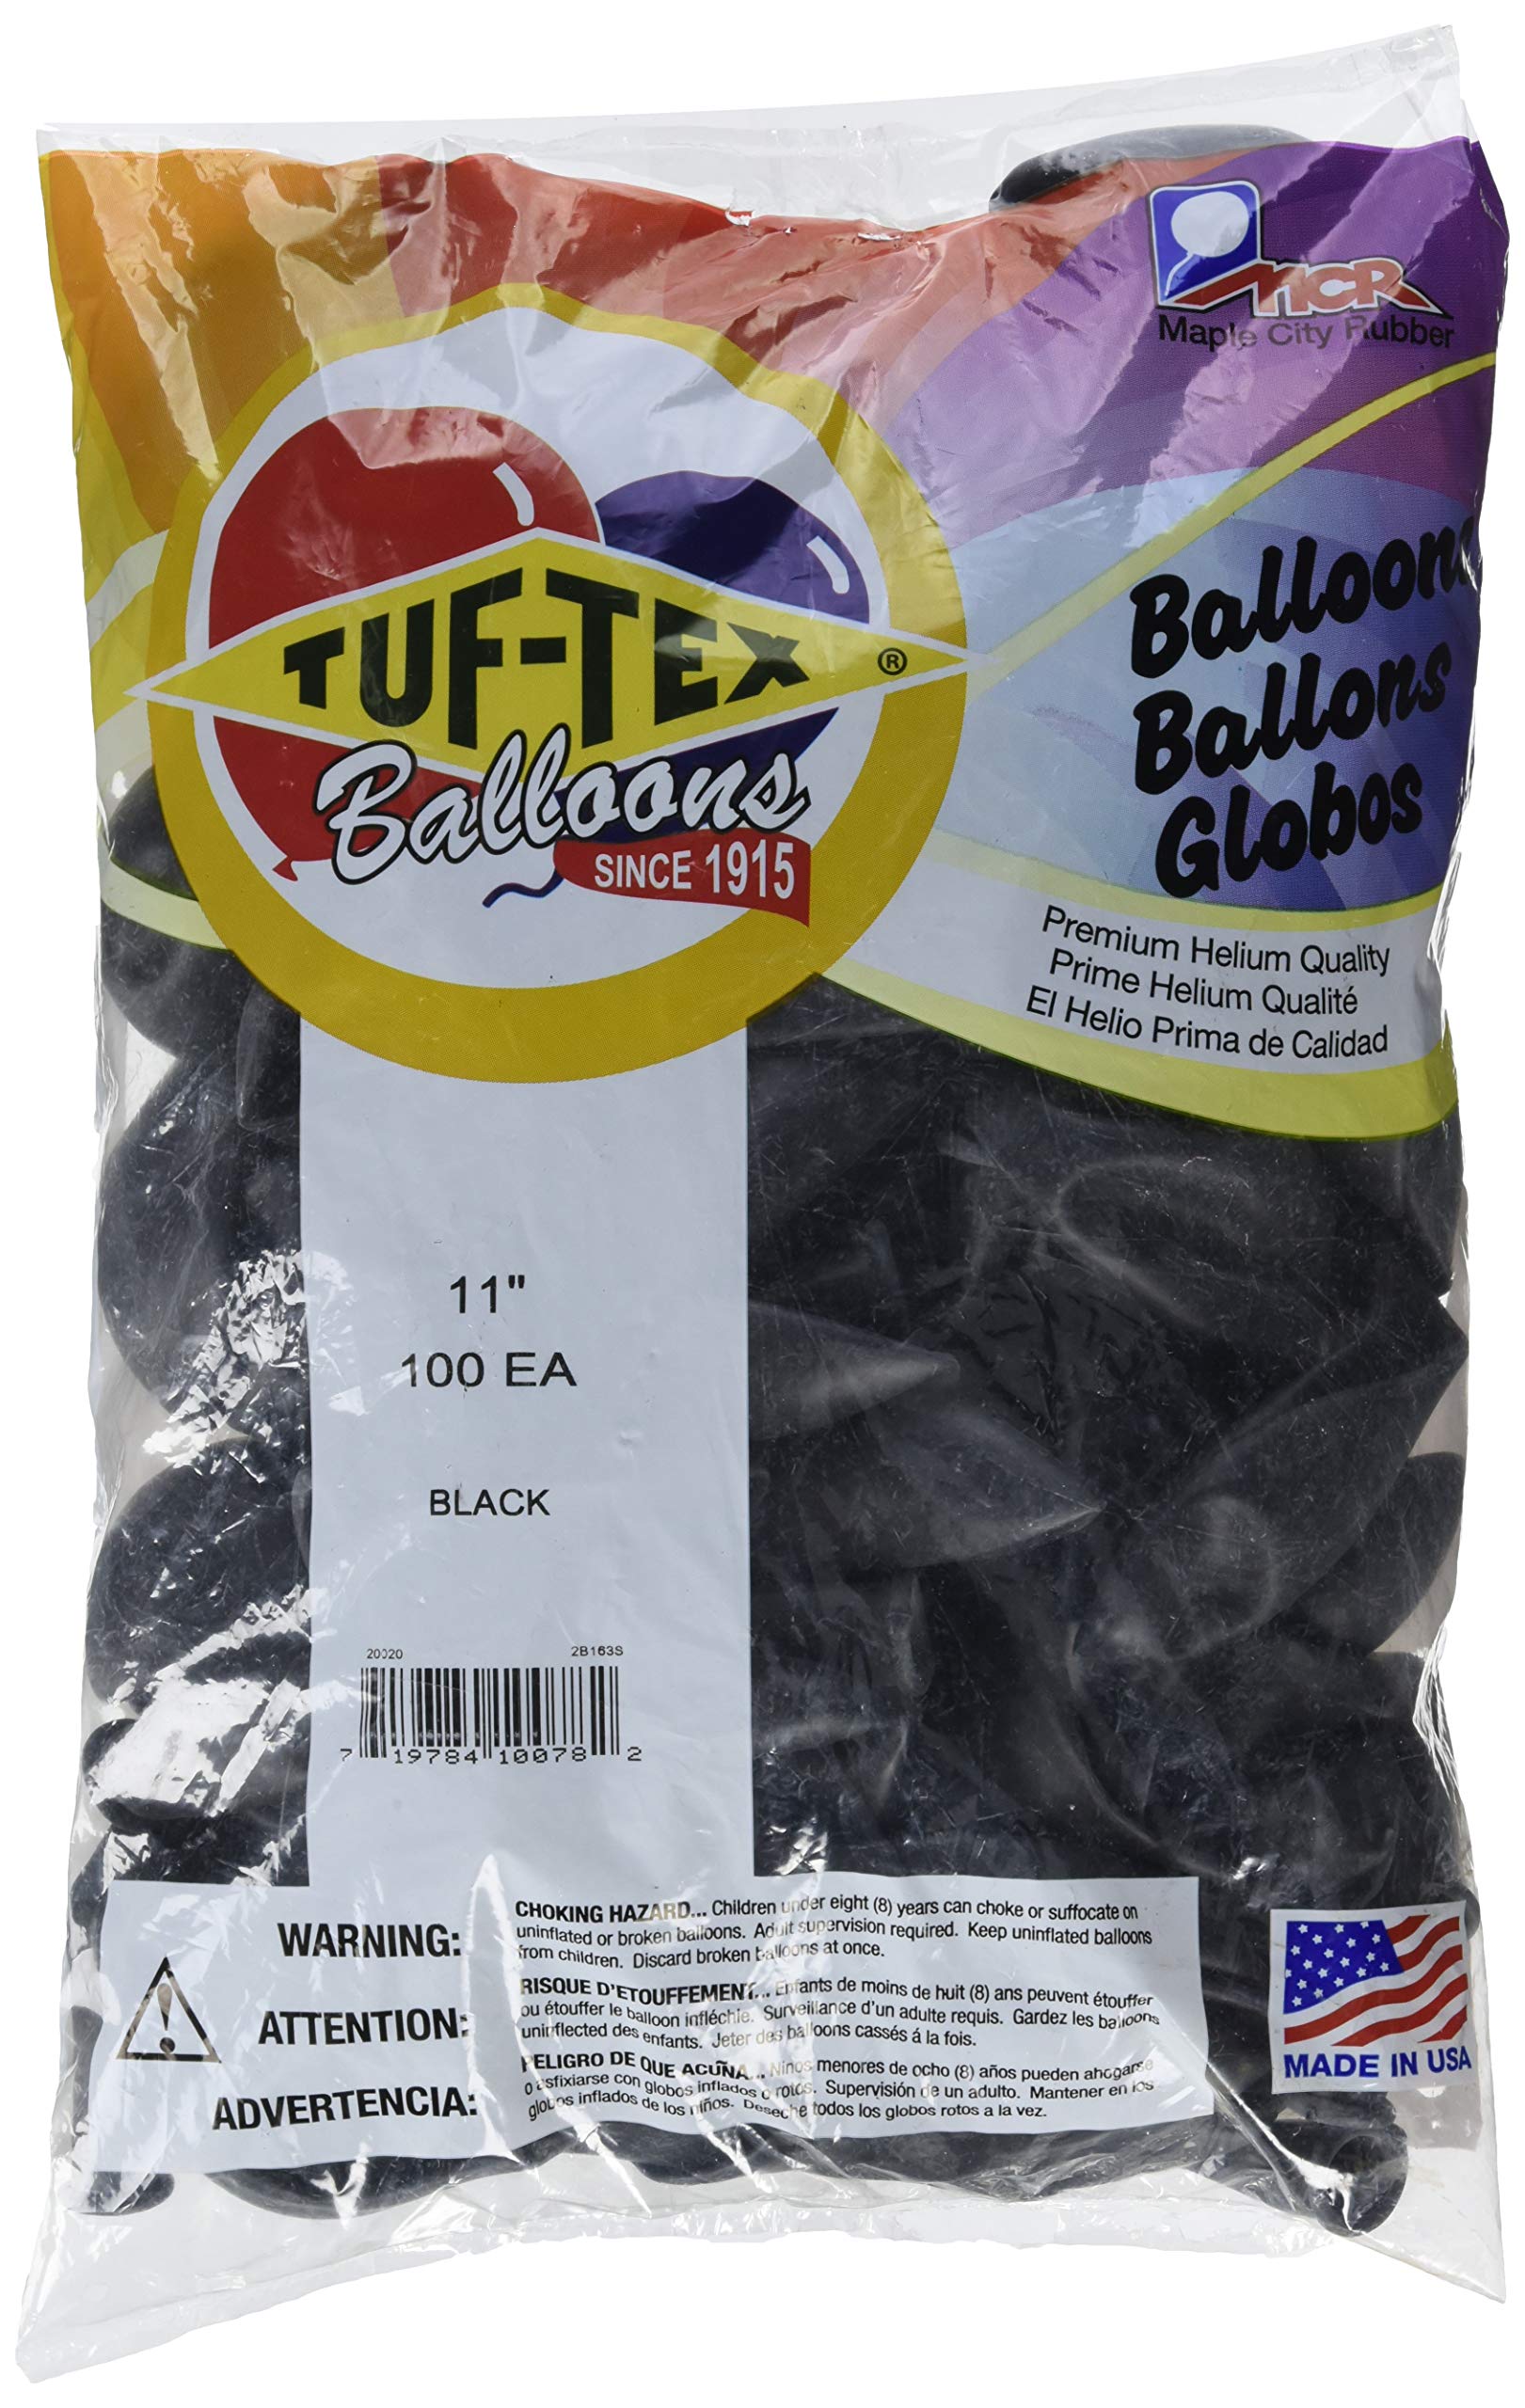 MCR
Maple City Rubber
TUF-TEX ®
Balloons
SINCE 1915
Balloons
Ballons
Globos
Premium Helium Quality
Prime Helium Qualité
El Helio Prima de Calidad
11"
100 EA
BLACK
20020 2B163S
7 19784 10078 2
WARNING:
ATTENTION:
ADVERTENCIA:
CHOKING HAZARD... Children under eight (8) years can choke or suffocate on
uninflated or broken balloons. Adult supervision required. Keep uninflated balloons
from children. Discard broken balloons at once.
RISQUE D'ETOUFFEMENT... Enfants de moins de huit (8) ans peuvent étouffer
ou étouffer le balloon infléchie. Surveillance d'un adulte requis. Gardez les balloons
uninflected des enfants. Jeter des balloons cassés á la fois.
PELIGRO DE QUE ACUÑA... Ninos menores de ocho (8) años pueden ahogarse
o asfixiarse con globos inflados o rotos. Supervisión de un adulto. Mantener en los
globos inflados de los niños. Deseche todos los globos rotos a la vez.
MADE IN USA